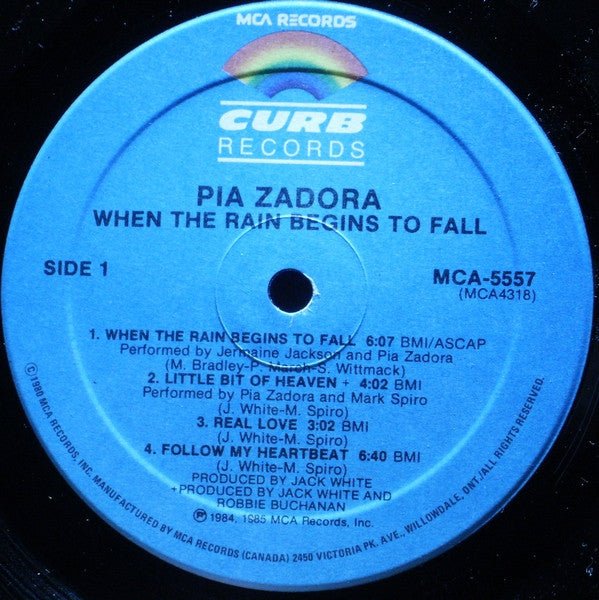 MCA RECORDS
CURB
RECORDS
PIA ZADORA
WHEN THE RAIN BEGINS TO FALL
SIDE 1
MCA-5557
(MCA4318)
1. WHEN THE RAIN BEGINS TO FALL 6:07 BMI/ASCAP
Performed by Jermaine Jackson and Pia Zadora
(M. Bradley-P. March-S. Wittmack)
2. LITTLE BIT OF HEAVEN + 4:02 BMI
Performed by Pia Zadora and Mark Spiro
(J. White-M. Spiro)
3. REAL LOVE 3:02 BMI
(J. White-M. Spiro)
4. FOLLOW MY HEARTBEAT 6:40 BMI
(J. White-M. Spiro)
PRODUCED BY JACK WHITE
+PRODUCED BY JACK WHITE AND
ROBBIE BUCHANAN
℗ 1984, 1985 MCA Records, Inc.
©1980 MCA RECORDS, INC. MANUFACTURED BY MCA RECORDS (CANADA) 2450 VICTORIA PK. AVE., WILLOWDALE, ONT./ALL RIGHTS RESERVED.